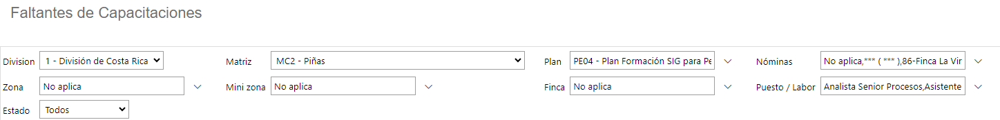 Faltantes de Capacitaciones
Division 1 - División de Costa Rica Matriz MC2 - Piñas Plan PE04 - Plan Formación SIG para Pe Nóminas No aplica,*** ( *** ),86-Finca La Vir
Zona No aplica Mini zona No aplica Finca No aplica Puesto / Labor Analista Senior Procesos,Asistente
Estado Todos